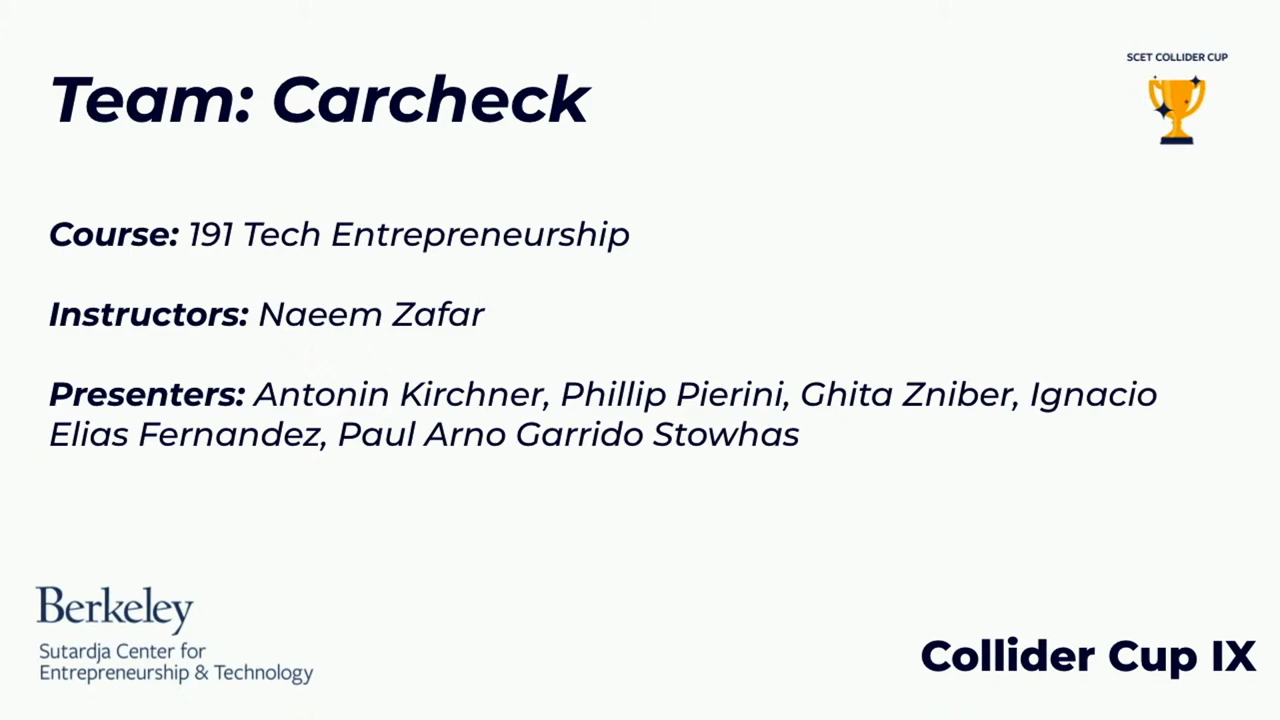 SCET COLLIDER CUP
Team: Carcheck
Course: 191 Tech Entrepreneurship
Instructors: Naeem Zafar
Presenters: Antonin Kirchner, Phillip Pierini, Ghita Zniber, Ignacio
Elias Fernandez, Paul Arno Garrido Stowhas
Berkeley
Sutardja Center for
Entrepreneurship & Technology
Collider Cup IX